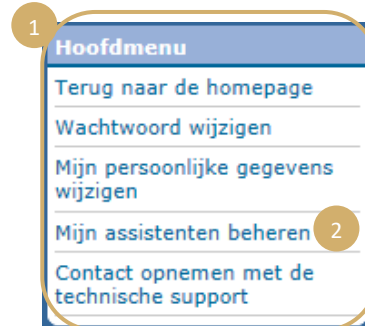 1
Hoofdmenu
Terug naar de homepage
Wachtwoord wijzigen
Mijn persoonlijke gegevens
wijzigen
Mijn assistenten beheren 2
Contact opnemen met de
technische support